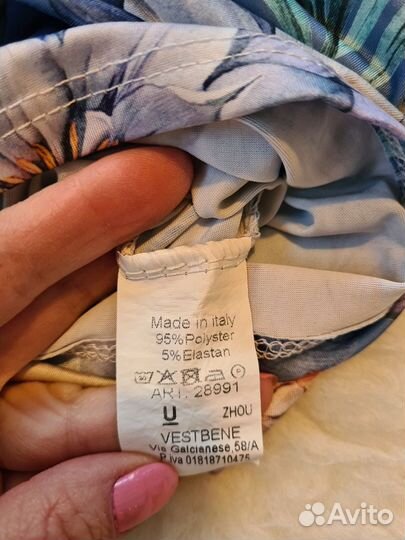 Made in Italy
95% Polyster
5% Elastan
ART. 28991
U ZHOU
VESTBENE
Via Galcianese,58/A
P.iva 01818710475
Avito